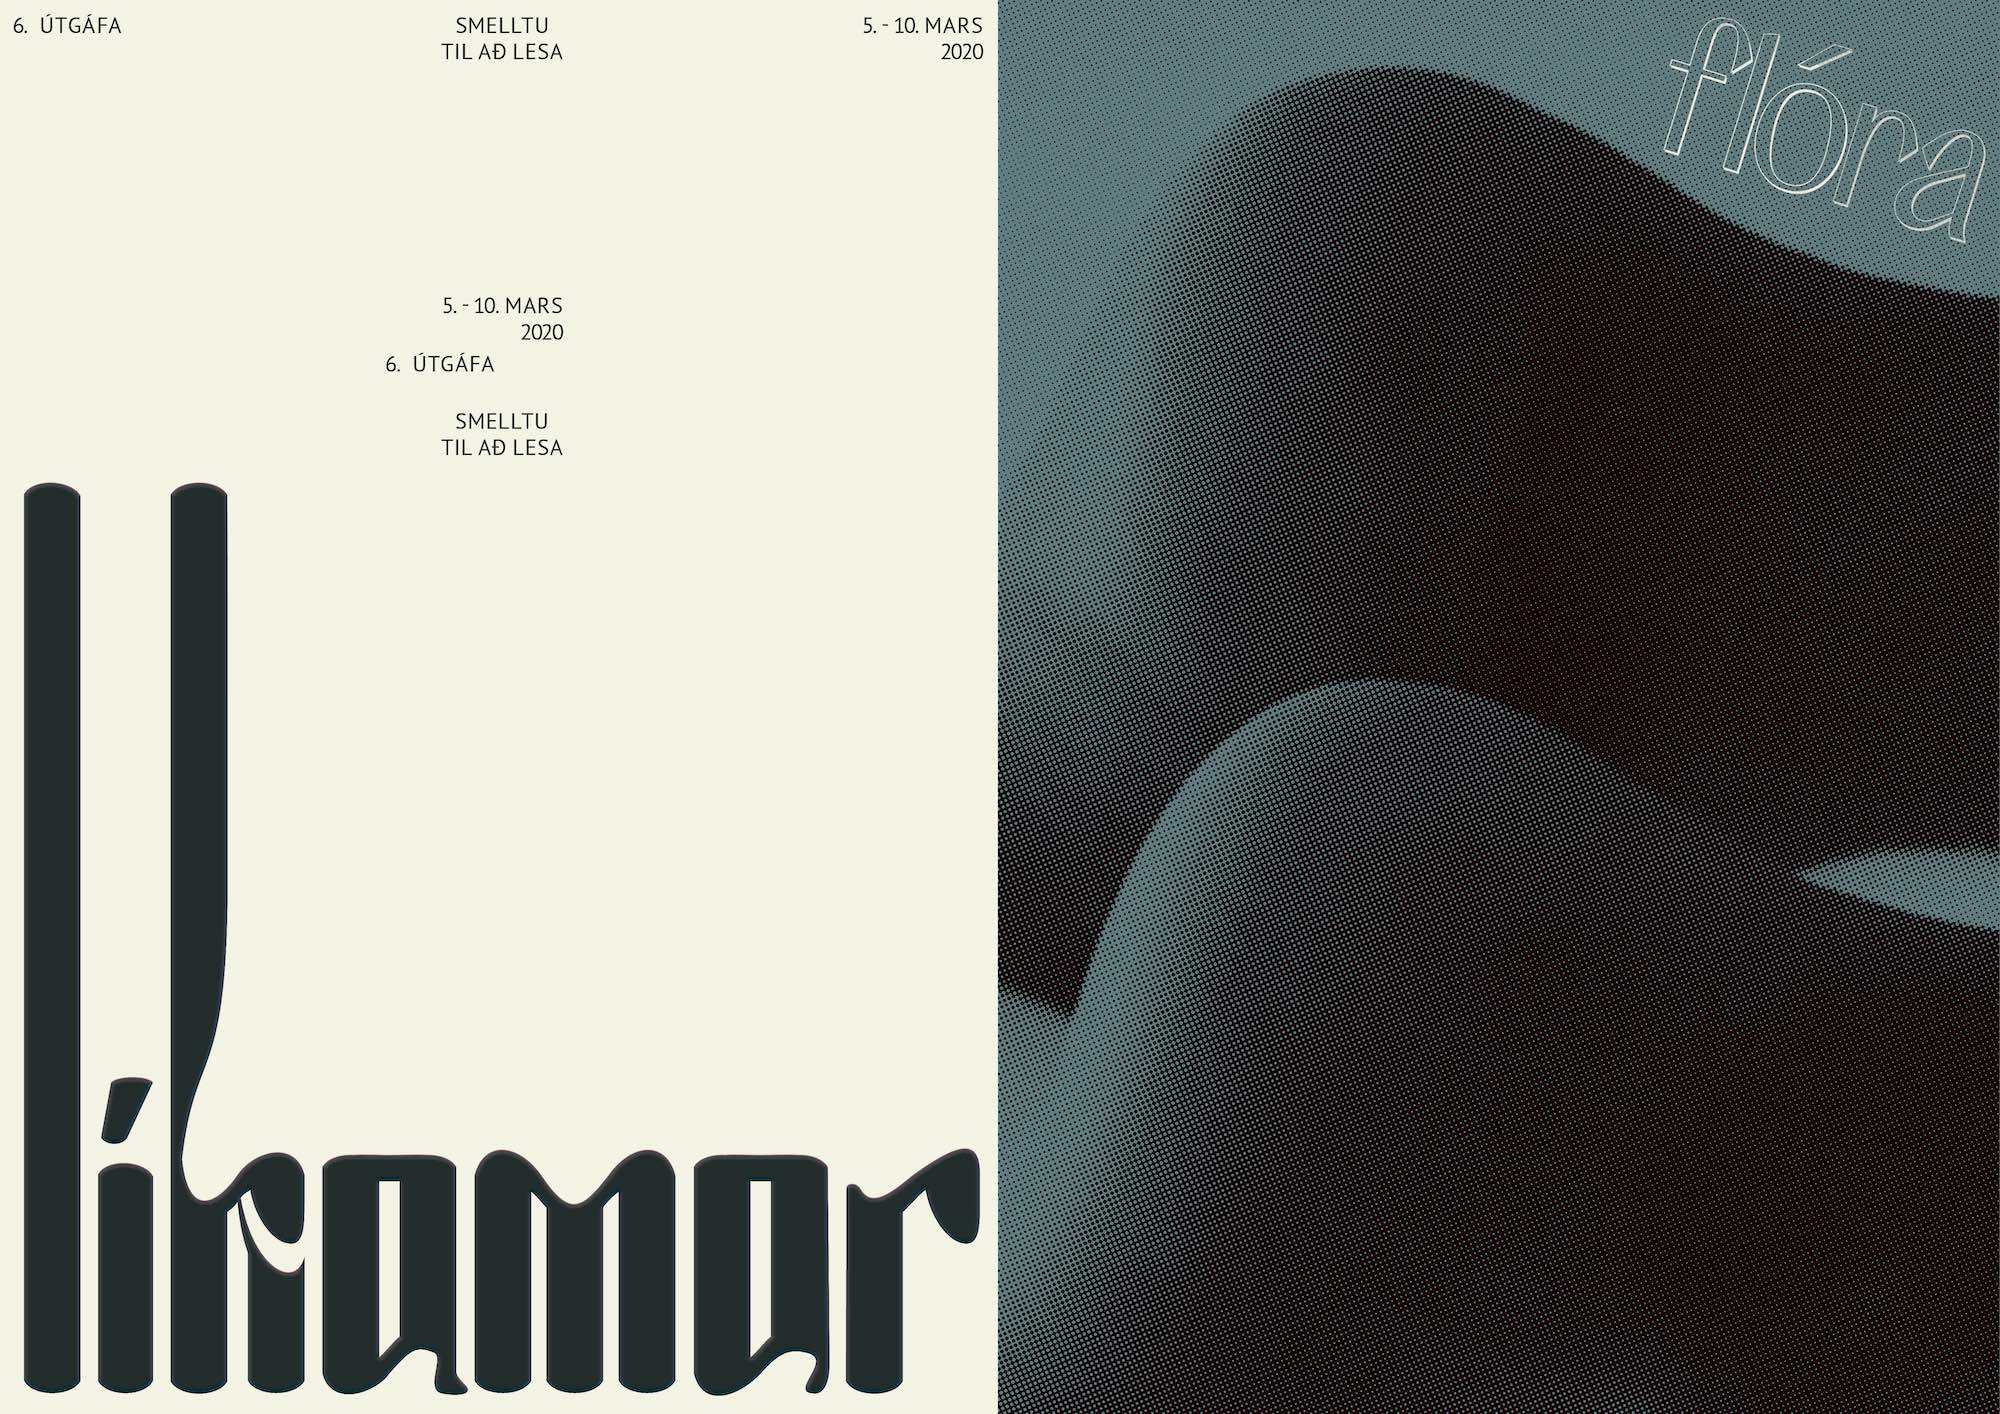 6. ÚTGÁFA
SMELLTU
TIL AÐ LESA
5. - 10. MARS
2020
5. - 10. MARS
2020
6. ÚTGÁFA
SMELLTU
TIL AÐ LESA
líkamar
flóra